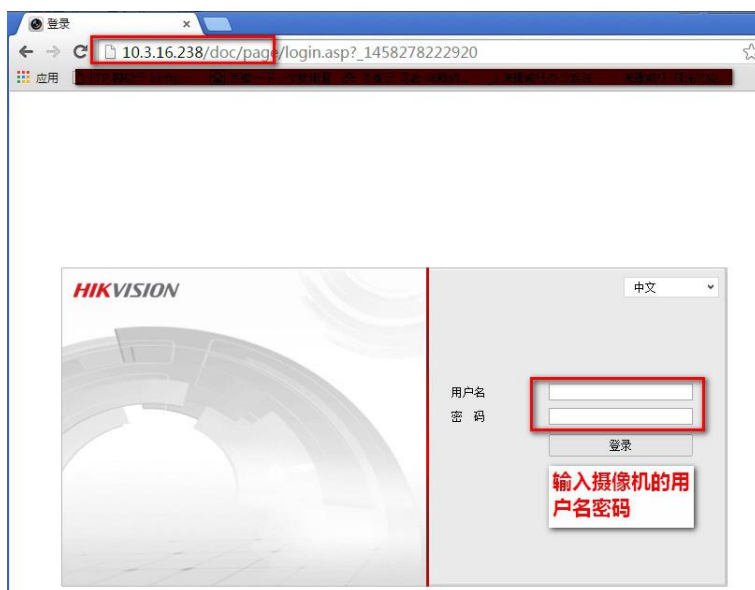 登录
10.3.16.238/doc/page/login.asp?_1458278222920
应用
HIKVISION
中文
用户名
密 码
登录
输入摄像机的用
户名密码